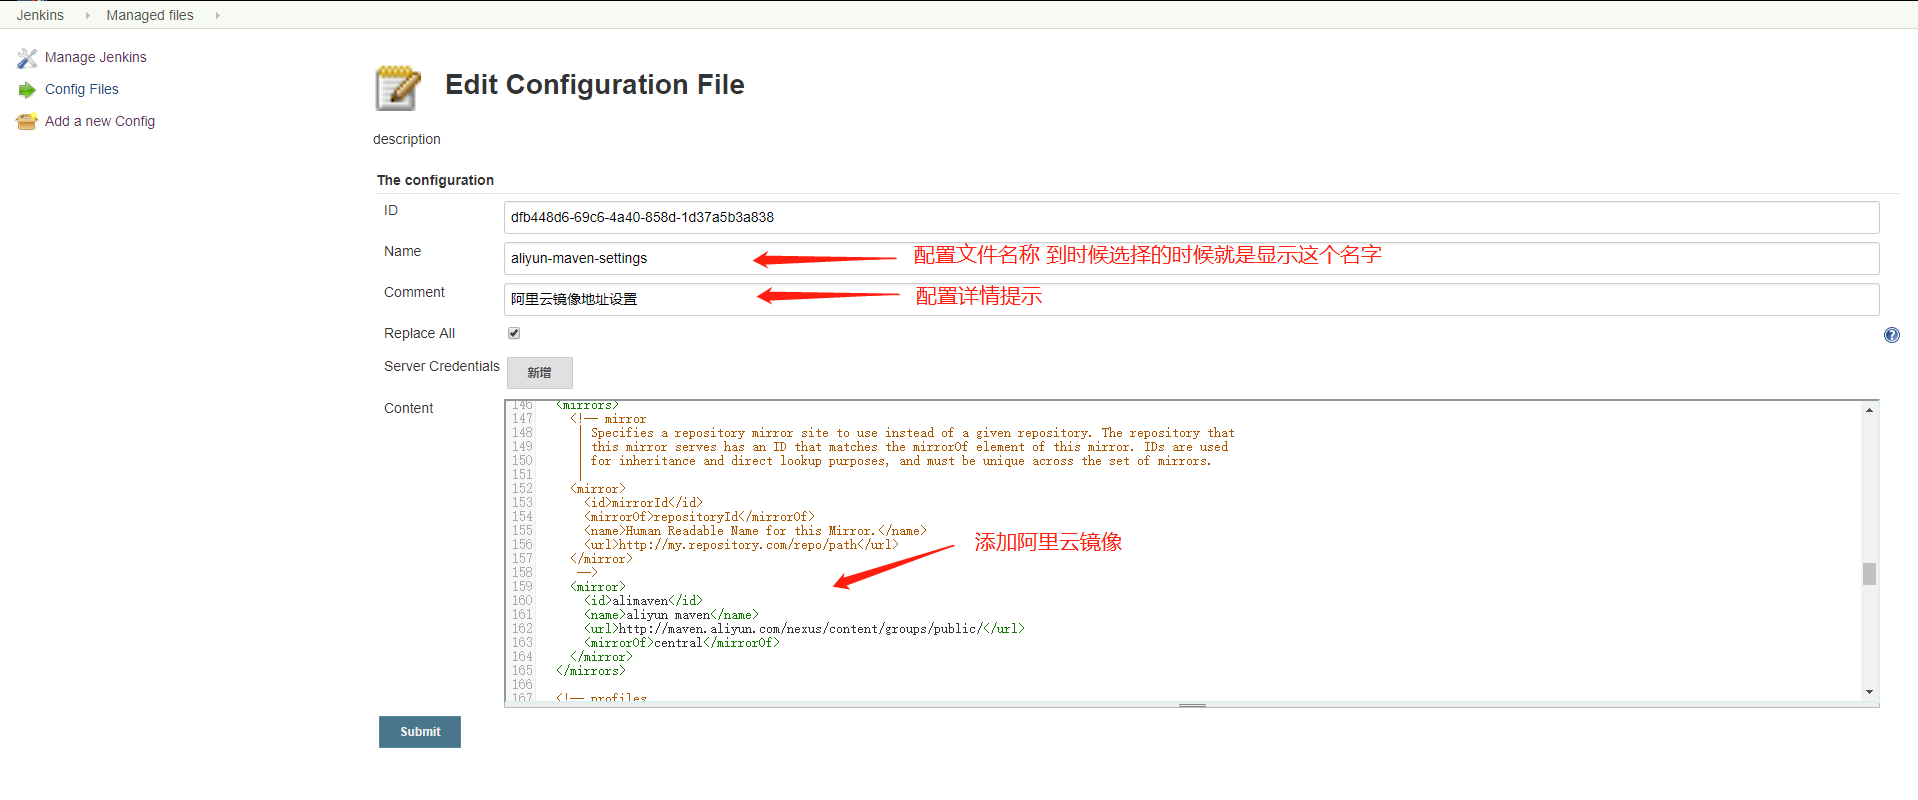 Jenkins Managed files
Manage Jenkins
Config Files
Add a new Config
Edit Configuration File
description
The configuration
ID
dfb448d6-69c6-4a40-858d-1d37a5b3a838
Name
aliyun-maven-settings
配置文件名称 到时候选择的时候就是显示这个名字
Comment
阿里云镜像地址设置
配置详情提示
Replace All
Server Credentials
新增
Content
146 <mirrors>
147 <!-- mirror
148 | Specifies a repository mirror site to use instead of a given repository. The repository that
149 | this mirror serves has an ID that matches the mirrorOf element of this mirror. IDs are used
150 | for inheritance and direct lookup purposes, and must be unique across the set of mirrors.
151 |
152 <mirror>
153 <id>mirrorId</id>
154 <mirrorOf>repositoryId</mirrorOf>
155 <name>Human Readable Name for this Mirror.</name>
156 <url>http://my.repository.com/repo/path</url>
157 </mirror>
158 -->
159 <mirror>
160 <id>alimaven</id>
161 <name>aliyun maven</name>
162 <url>http://maven.aliyun.com/nexus/content/groups/public/</url>
163 <mirrorOf>central</mirrorOf>
164 </mirror>
165 </mirrors>
166
167 <!-- profiles
添加阿里云镜像
Submit